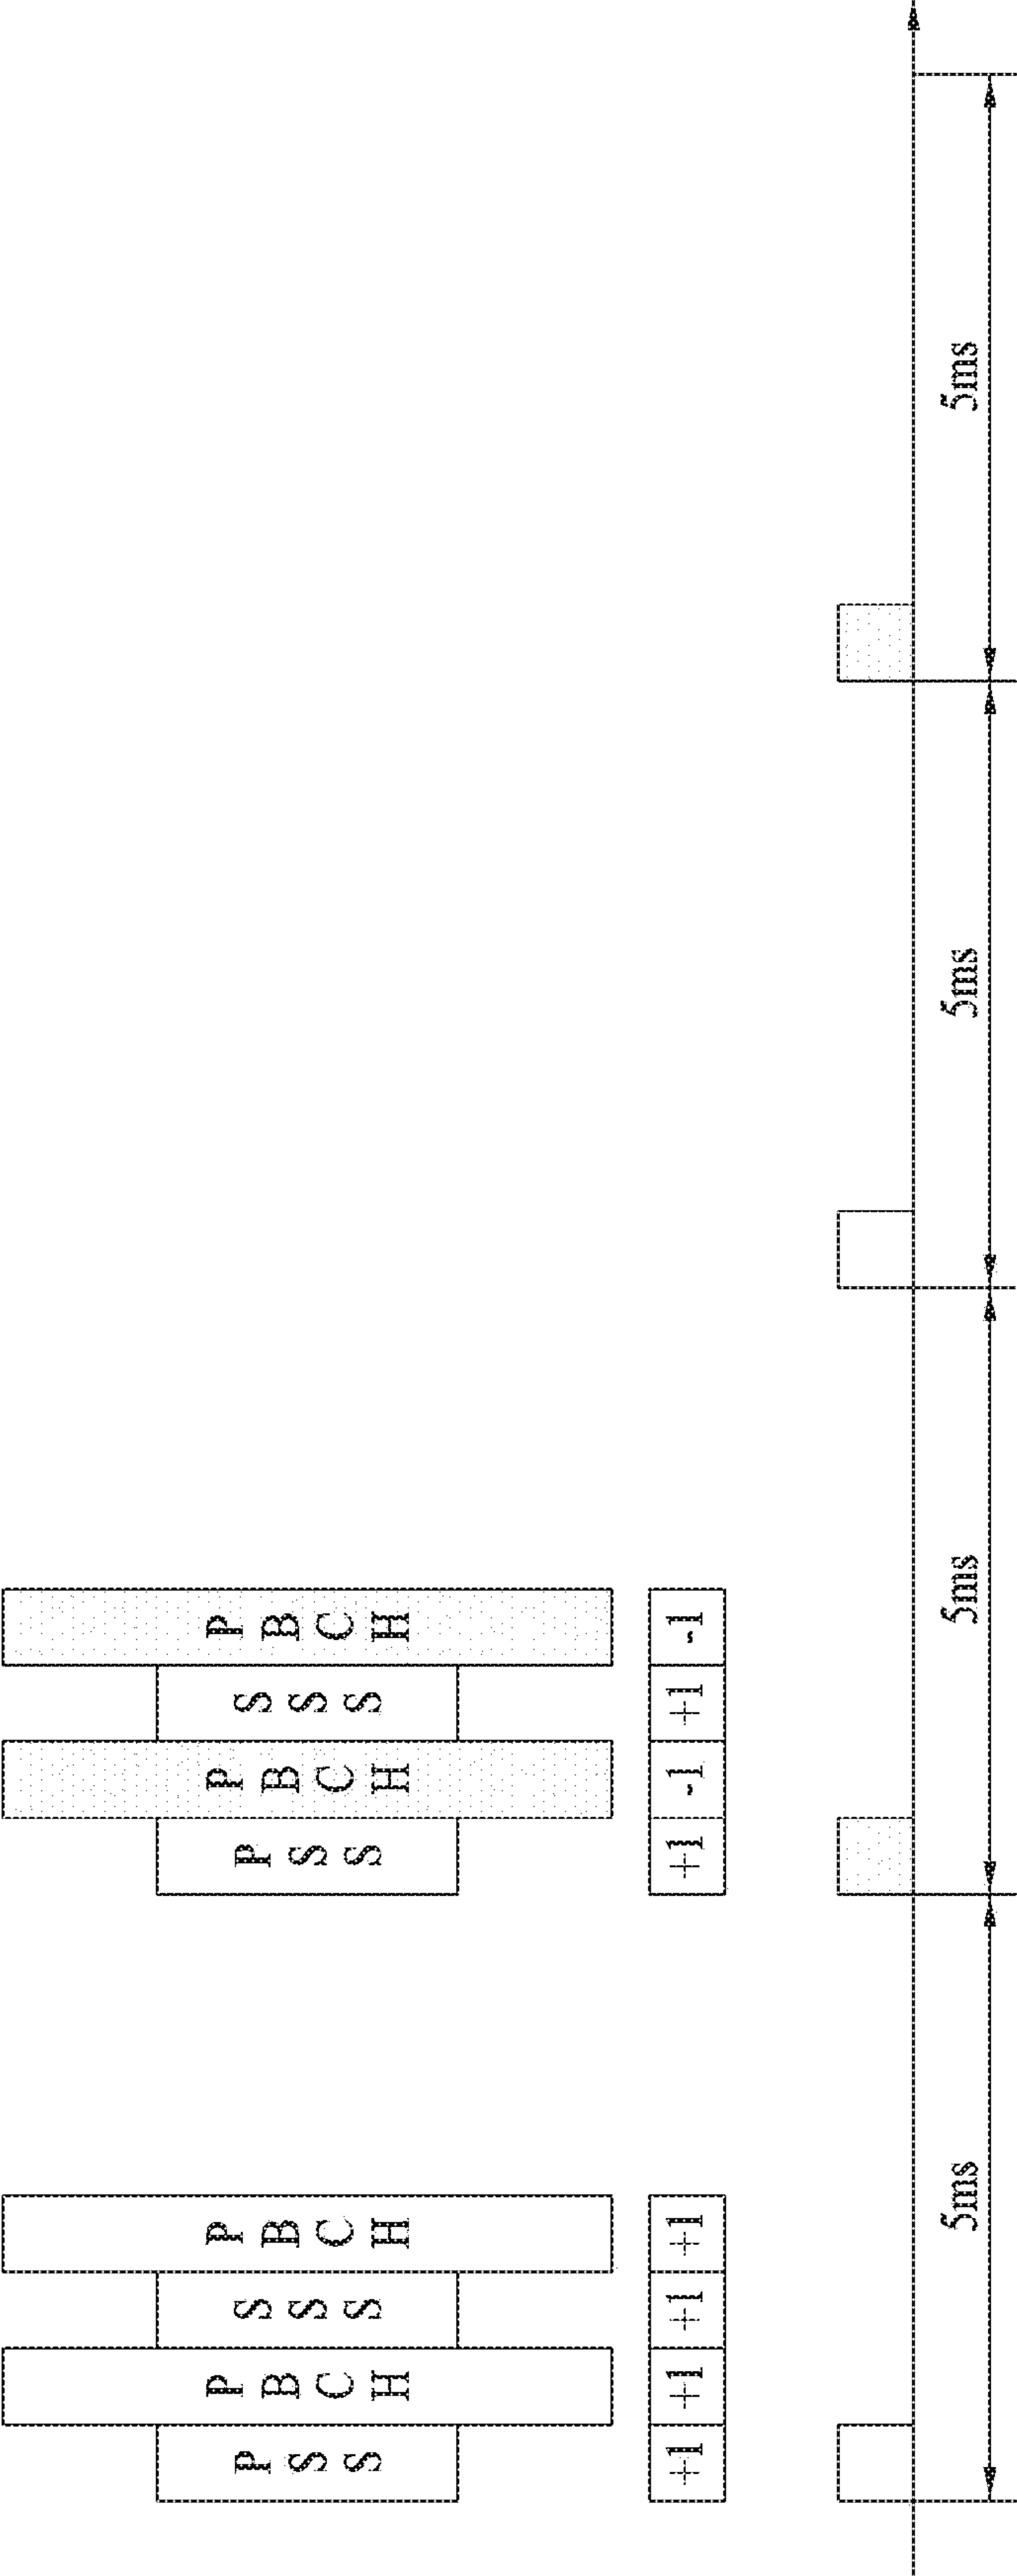 PSS PBCH SSS PBCH PSS PBCH SSS PBCH
+1 +1 +1 +1 +1 -1 +1 -1
5ms 5ms 5ms 5ms